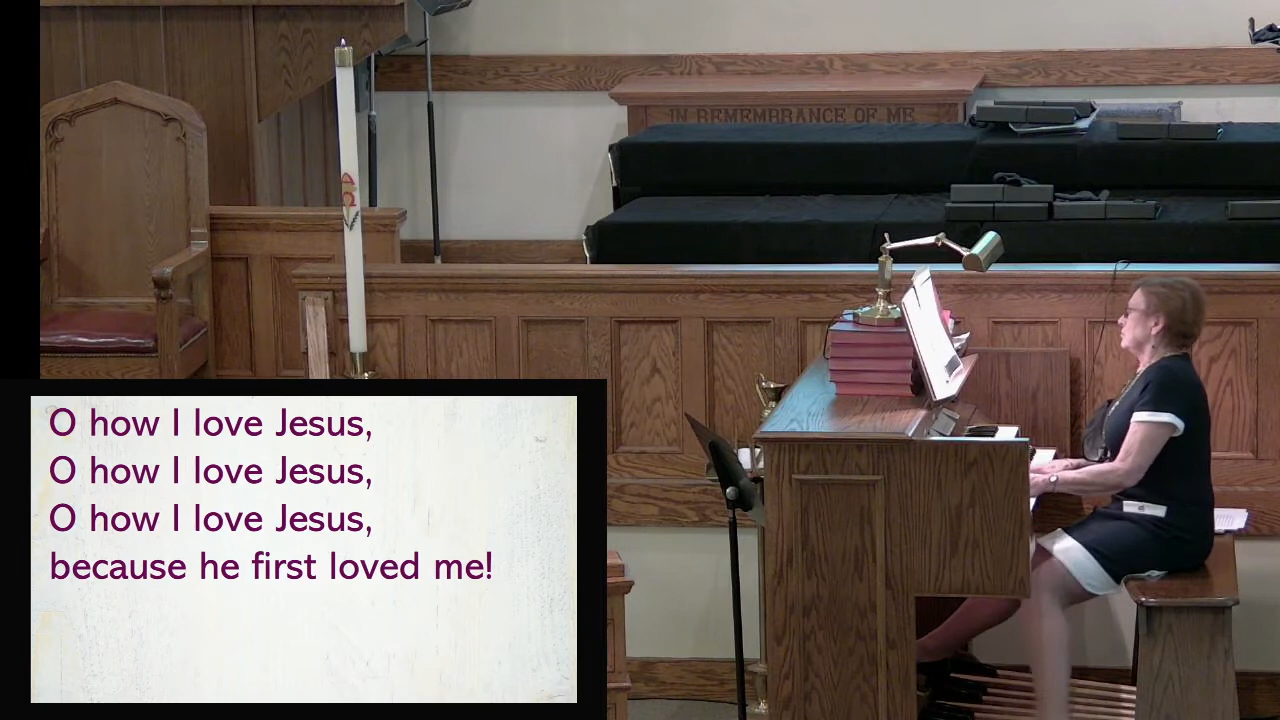 IN REMEMBRANCE OF ME
O how I love Jesus,
O how I love Jesus,
O how I love Jesus,
because he first loved me!